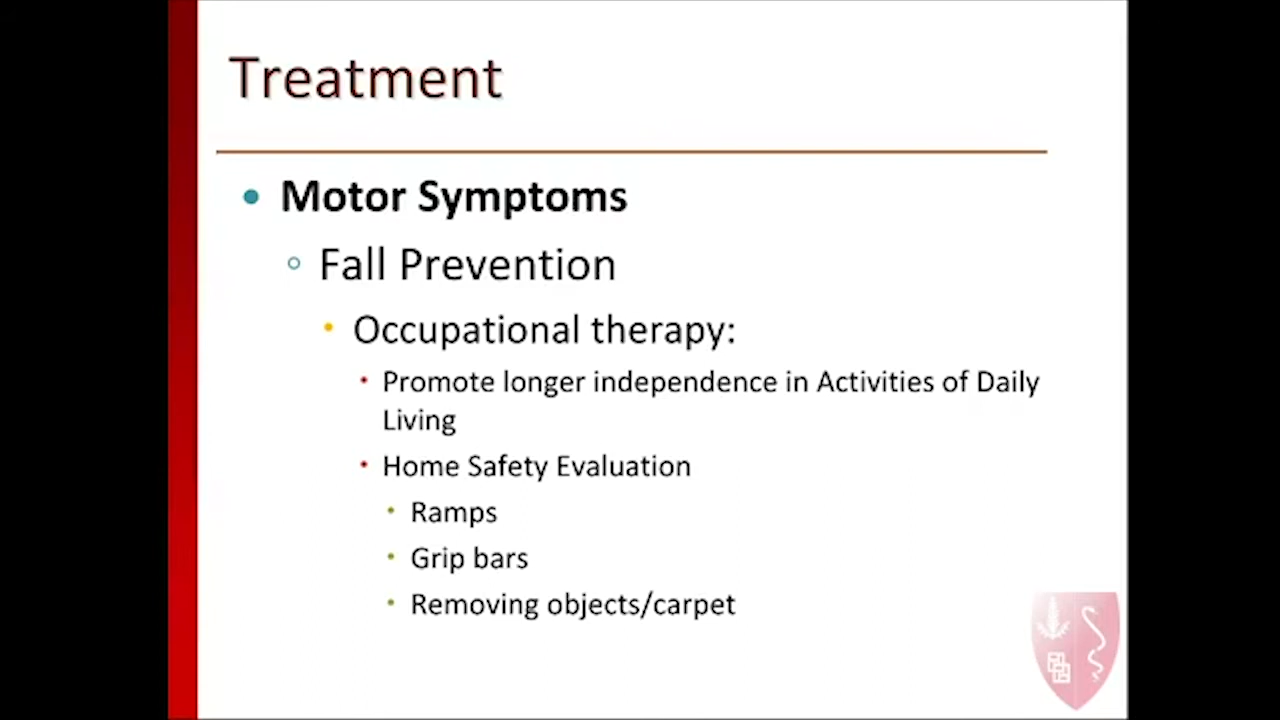 Treatment
Motor Symptoms
Fall Prevention
Occupational therapy:
Promote longer independence in Activities of Daily
Living
Home Safety Evaluation
Ramps
Grip bars
Removing objects/carpet